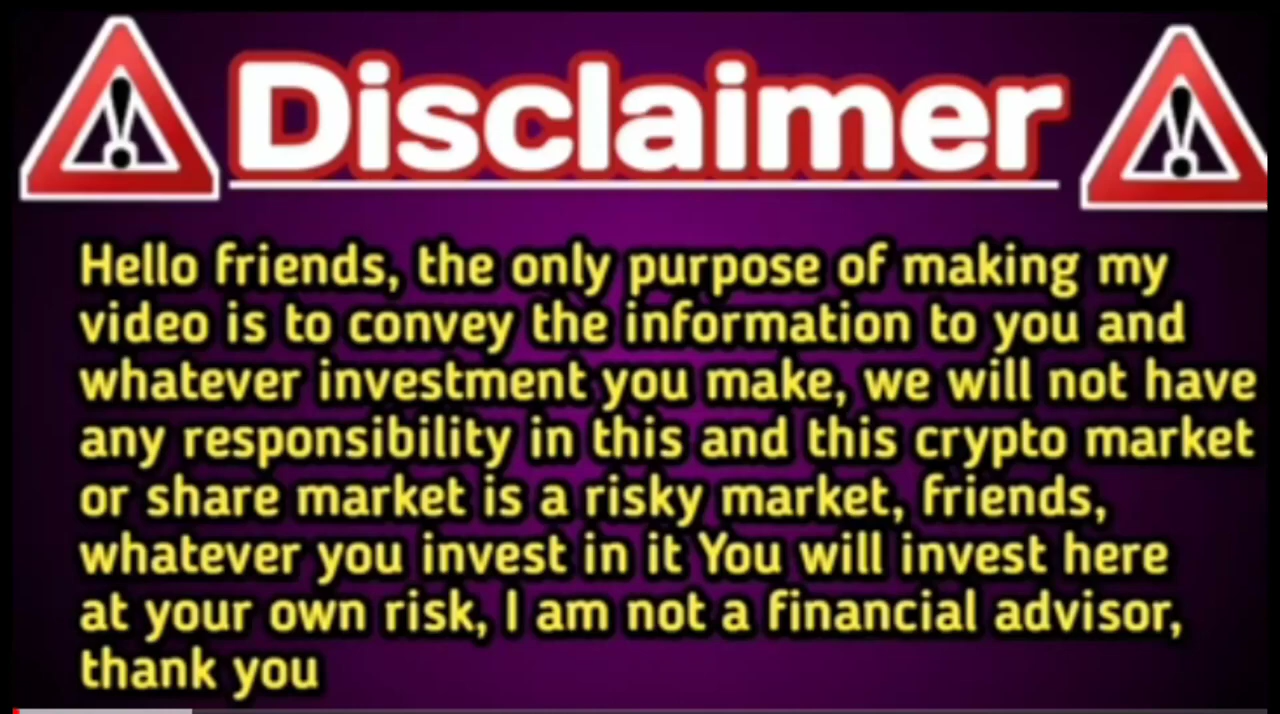 Disclaimer
Hello friends, the only purpose of making my
video is to convey the information to you and
whatever investment you make, we will not have
any responsibility in this and this crypto market
or share market is a risky market, friends,
whatever you invest in it You will invest here
at your own risk, I am not a financial advisor,
thank you